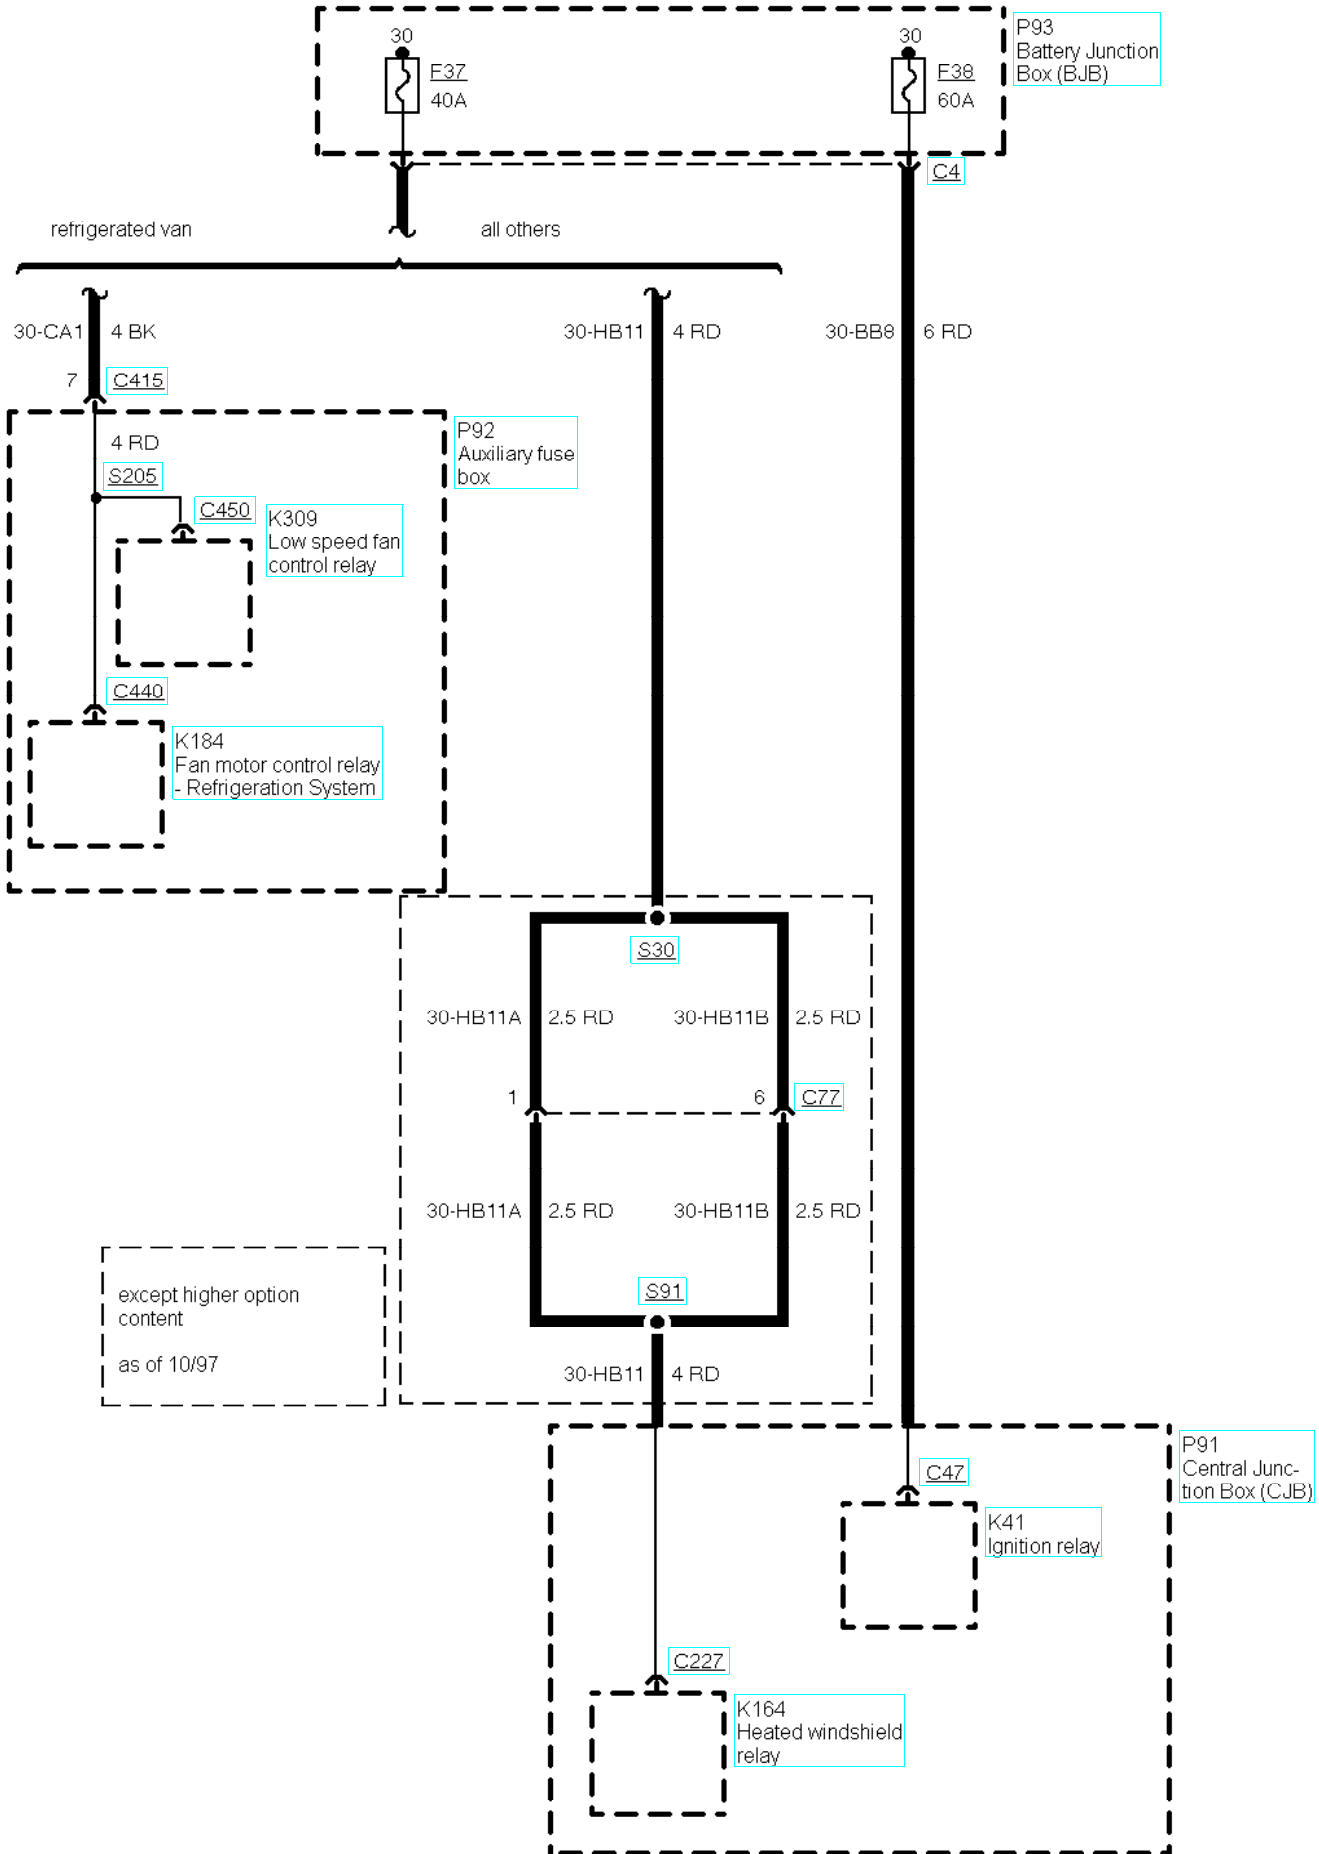 30
F37
40A
30
F38
60A
P93
Battery Junction
Box (BJB)
C4
refrigerated van
all others
30-CA1
4 BK
30-HB11
4 RD
30-BB8
6 RD
7
C415
4 RD
S205
P92
Auxiliary fuse
box
C450
K309
Low speed fan
control relay
C440
K184
Fan motor control relay
- Refrigeration System
S30
30-HB11A
2.5 RD
30-HB11B
2.5 RD
1
6
C77
30-HB11A
2.5 RD
30-HB11B
2.5 RD
S91
except higher option
content
as of 10/97
30-HB11
4 RD
P91
Central Junc-
tion Box (CJB)
C47
K41
Ignition relay
C227
K164
Heated windshield
relay